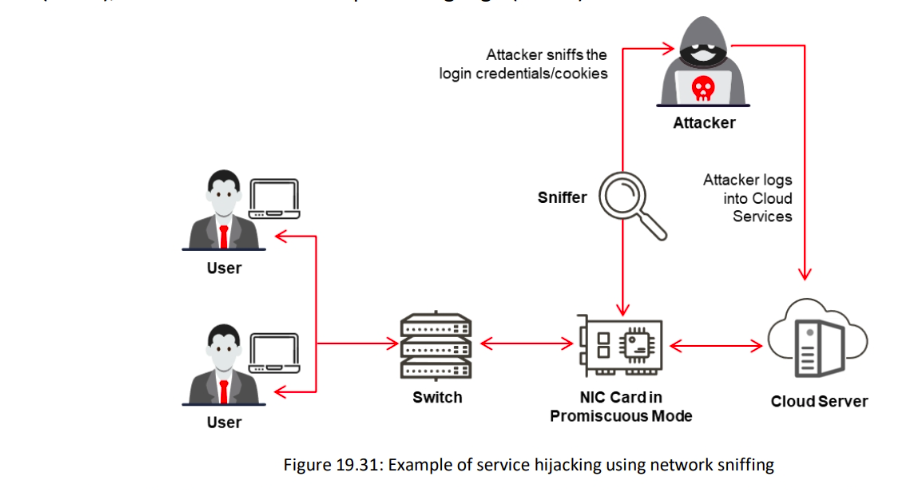 Attacker sniffs the
login credentials/cookies
Attacker
Sniffer
Attacker logs
into Cloud
Services
User
User
Switch
NIC Card in
Promiscuous Mode
Cloud Server
Figure 19.31: Example of service hijacking using network sniffing